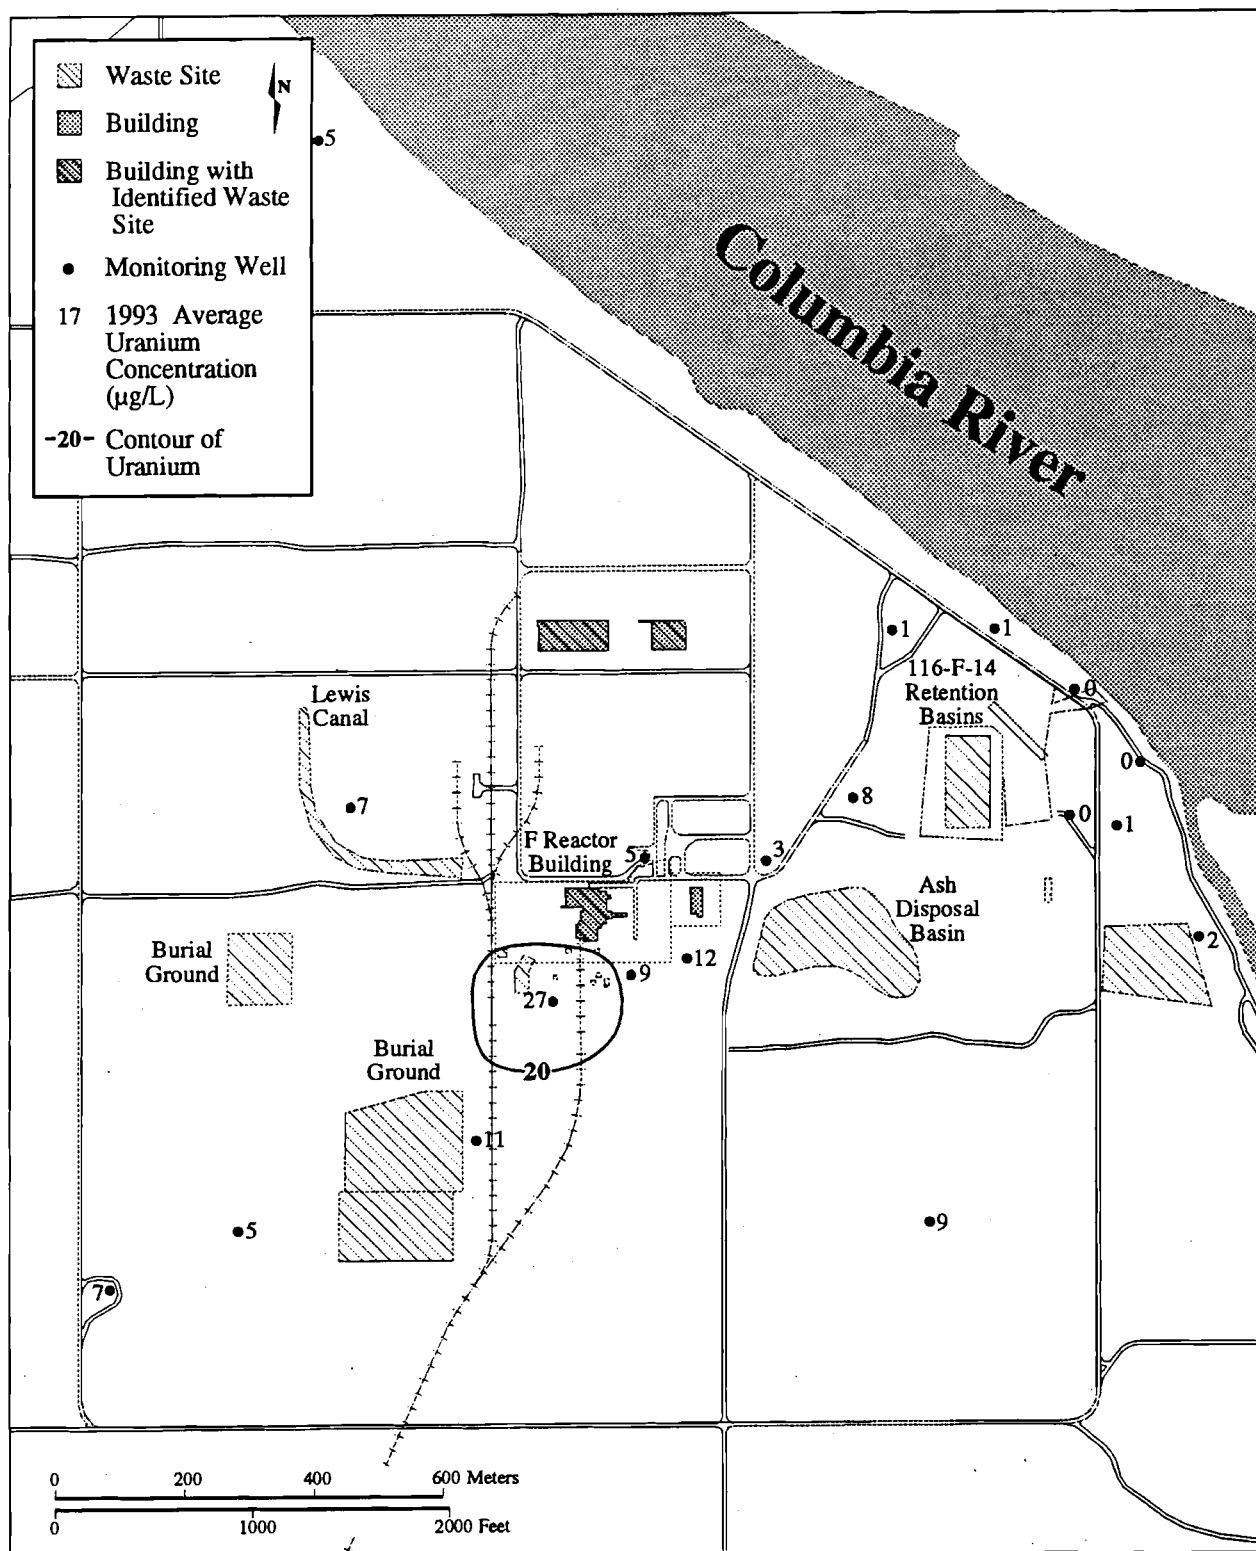 Waste Site
N
Building
Building with
Identified Waste
Site
Monitoring Well
17 1993 Average
Uranium
Concentration
(µg/L)
-20- Contour of
Uranium
5
Columbia River
1
1
116-F-14
Retention
Basins
0
Lewis
Canal
0
7
8
0
1
F Reactor
Building
5
3
Ash
Disposal
Basin
Burial
Ground
2
12
9
27
Burial
Ground
20
11
5
9
7
0 200 400 600 Meters
0 1000 2000 Feet